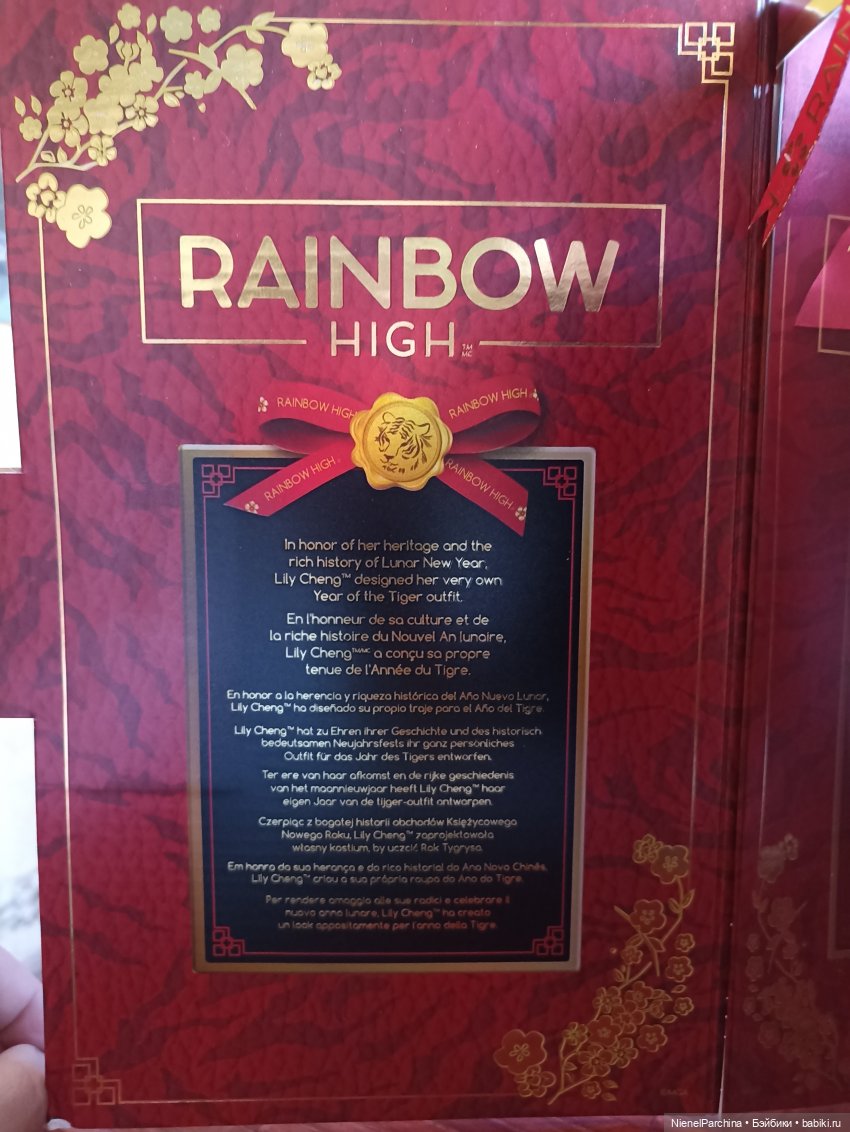 RAINBOW
HIGH™MC
RAINBOW HIGH
RAINBOW HIGH
RAINBOW HIGH
RAINBOW HIGH
In honor of her heritage and the
rich history of Lunar New Year,
Lily Cheng™ designed her very own
Year of the Tiger outfit.
En l'honneur de sa culture et de
la riche histoire du Nouvel An lunaire,
Lily Cheng™/MC a conçu sa propre
tenue de l'Année du Tigre.
En honor a la herencia y riqueza histórica del Año Nuevo Lunar,
Lily Cheng™ ha diseñado su propio traje para el Año del Tigre.
Lily Cheng™ hat zu Ehren ihrer Geschichte und des historisch
bedeutsamen Neujahrsfests ihr ganz persönliches
Outfit für das Jahr des Tigers entworfen.
Ter ere van haar afkomst en de rijke geschiedenis
van het maannieuwjaar heeft Lily Cheng™ haar
eigen Jaar van de tijger-outfit ontworpen.
Czerpiąc z bogatej historii obchodów Księżycowego
Nowego Roku, Lily Cheng™ zaprojektowała
własny kostium, by uczcić Rok Tygrysa.
Em honra da sua herança e da rica historial do Ano Novo Chinês,
Lily Cheng™ criou a sua própria roupa do Ano do Tigre.
Per rendere omaggio alle sue radici e celebrare il
nuovo anno lunare, Lily Cheng™ ha creato
un look appositamente per l'anno della Tigre.
NienelParchina • Бэйбики • babiki.ru